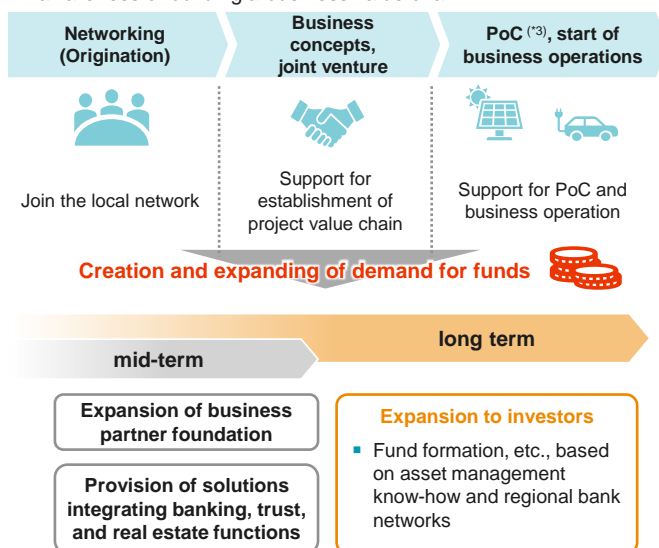 Networking
(Origination)
Business
concepts,
joint venture
PoC (*3), start of
business operations
Join the local network
Support for
establishment of
project value chain
Support for PoC and
business operation
Creation and expanding of demand for funds
mid-term
long term
Expansion of business
partner foundation
Provision of solutions
integrating banking, trust,
and real estate functions
Expansion to investors
▪ Fund formation, etc., based
on asset management
know-how and regional bank
networks